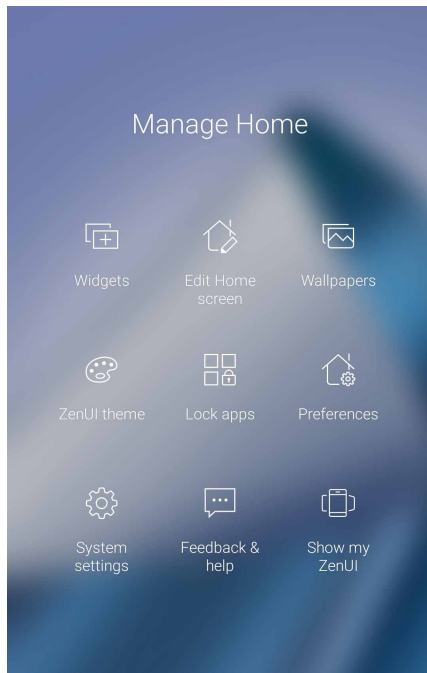 Manage Home
Widgets
Edit Home
screen
Wallpapers
ZenUI theme
Lock apps
Preferences
System
settings
Feedback &
help
Show my
ZenUI